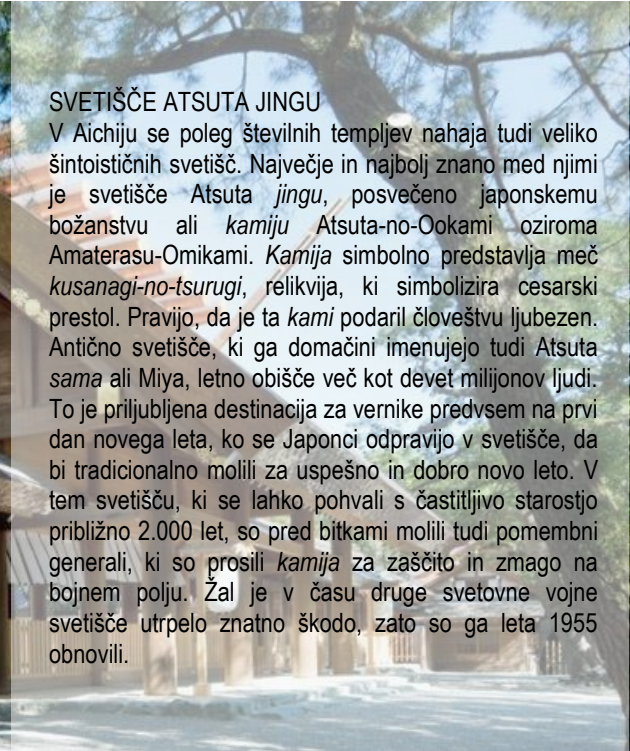 SVETIŠČE ATSUTA JINGU
V Aichiju se poleg številnih templjev nahaja tudi veliko
šintoističnih svetišč. Največje in najbolj znano med njimi
je svetišče Atsuta jingu, posvečeno japonskemu
božanstvu ali kamiju Atsuta-no-Ookami oziroma
Amaterasu-Omikami. Kamija simbolno predstavlja meč
kusanagi-no-tsurugi, relikvija, ki simbolizira cesarski
prestol. Pravijo, da je ta kami podaril človeštvu ljubezen.
Antično svetišče, ki ga domačini imenujejo tudi Atsuta
sama ali Miya, letno obišče več kot devet milijonov ljudi.
To je priljubljena destinacija za vernike predvsem na prvi
dan novega leta, ko se Japonci odpravijo v svetišče, da
bi tradicionalno molili za uspešno in dobro novo leto. V
tem svetišču, ki se lahko pohvali s častitljivo starostjo
približno 2.000 let, so pred bitkami molili tudi pomembni
generali, ki so prosili kamija za zaščito in zmago na
bojnem polju. Žal je v času druge svetovne vojne
svetišče utrpelo znatno škodo, zato so ga leta 1955
obnovili.